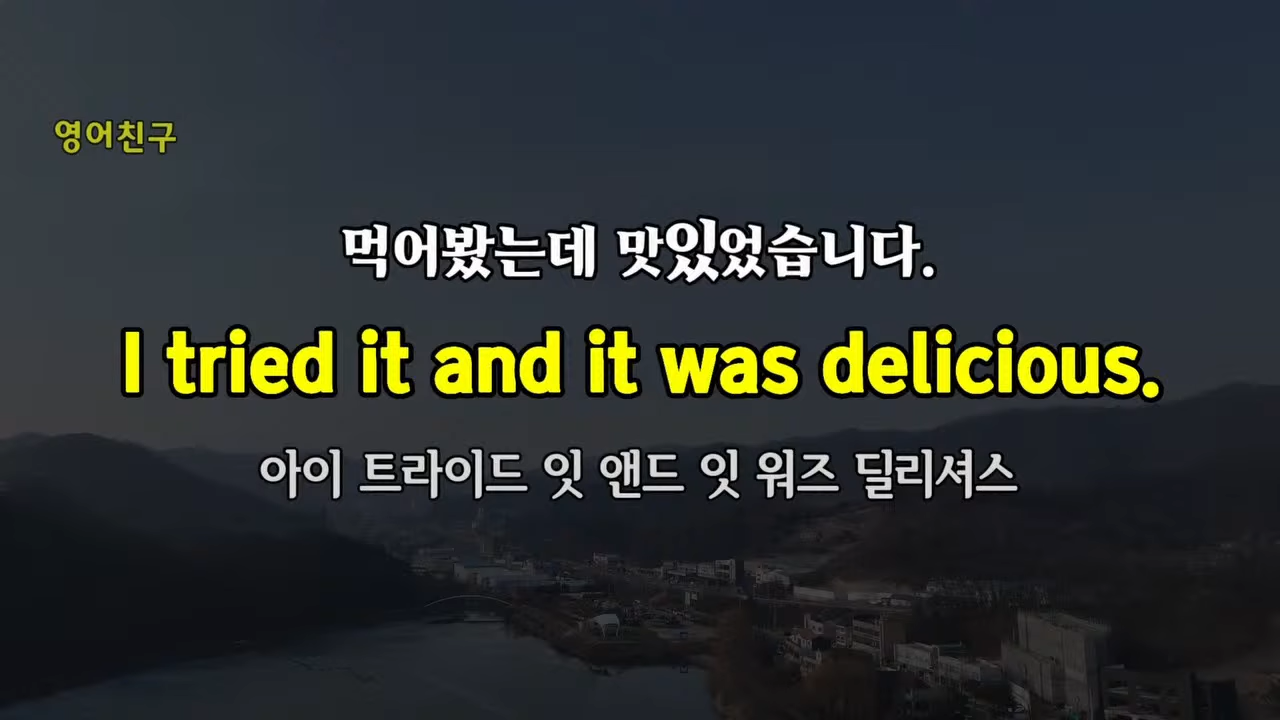 영어친구
먹어봤는데 맛있었습니다.
I tried it and it was delicious.
아이 트라이드 잇 앤드 잇 워즈 딜리셔스